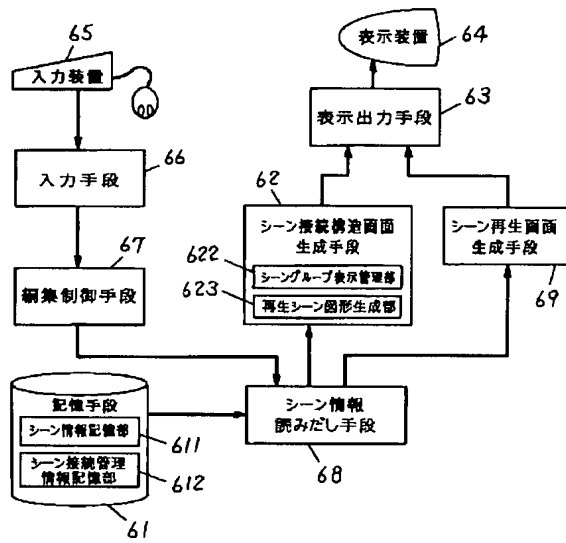 65
入力装置
表示装置
64
表示出力手段
63
66
入力手段
62
シーン接続構造画面
生成手段
622
シーングループ表示管理部
623
再生シーン図形生成部
シーン再生画面
生成手段
69
67
編集制御手段
記憶手段
シーン情報記憶部
611
シーン接続管理
情報記憶部
612
61
シーン情報
読みだし手段
68